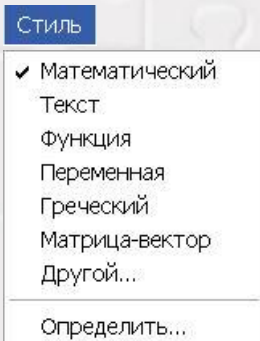 Стиль
Математический
Текст
Функция
Переменная
Греческий
Матрица-вектор
Другой...
Определить...